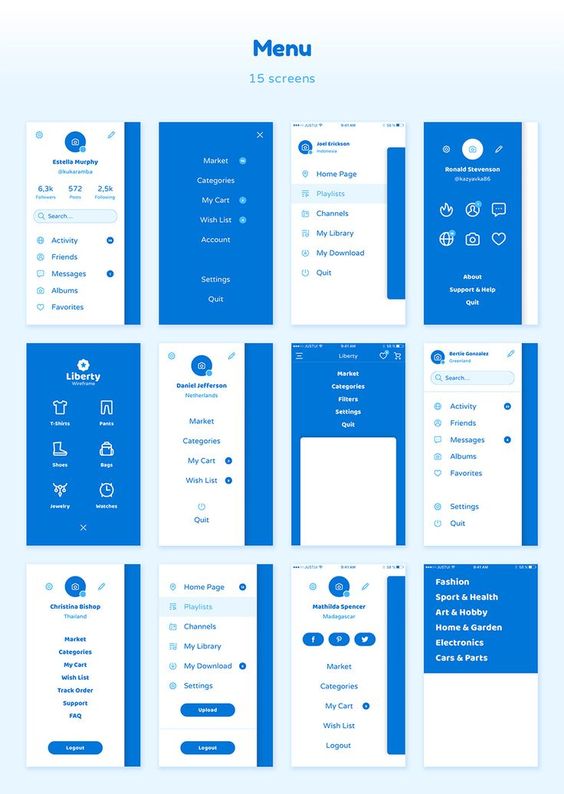 Menu
15 screens
Estella Murphy
@kukaramba
6,3k 572 2,5k
Followers Posts Following
Search...
Activity
Friends
Messages
Albums
Favorites
Market
Categories
My Cart
Wish List
Account
Settings
Quit
9:41 AM
Joel Erickson
Indonesia
Home Page
Playlists
Channels
My Library
My Download
Quit
Ronald Stevenson
@kazyavka86
About
Support & Help
Quit
Liberty
Wireframe
T-Shirts Pants
Shoes Bags
Jewelry Watches
Daniel Jefferson
Netherlands
Market
Categories
My Cart
Wish List
Quit
9:41 AM
Liberty
Market
Categories
Filters
Settings
Quit
Bertie Gonzalez
Greenland
Search...
Activity
Friends
Messages
Albums
Favorites
Settings
Quit
Christina Bishop
Thailand
Market
Categories
My Cart
Wish List
Track Order
Support
FAQ
Logout
Home Page
Playlists
Channels
My Library
My Download
Settings
Upload
Logout
9:41 AM
Mathilda Spencer
Madagascar
Market
Categories
My Cart
Wish List
Logout
9:41 AM
Fashion
Sport & Health
Art & Hobby
Home & Garden
Electronics
Cars & Parts